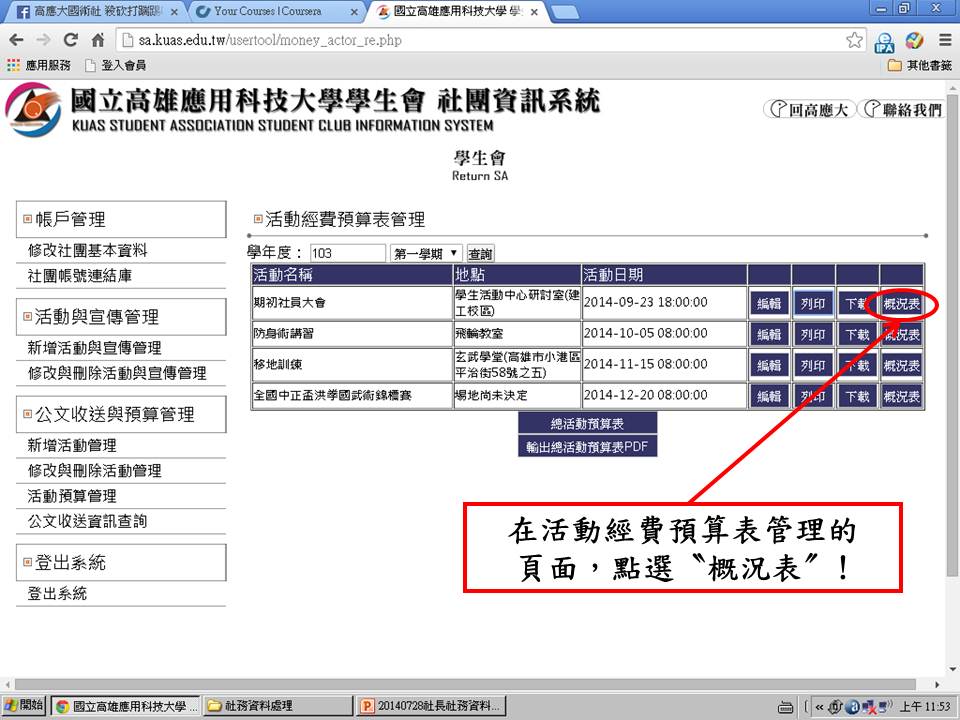 高應大國術社 殺砍打踹踢
Your Courses | Coursera
國立高雄應用科技大學 學
sa.kuas.edu.tw/usertool/money_actor_re.php
應用服務
登入會員
其他書籤
國立高雄應用科技大學學生會 社團資訊系統
KUAS STUDENT ASSOCIATION STUDENT CLUB INFORMATION SYSTEM
回高應大
聯絡我們
學生會
Return SA
帳戶管理
修改社團基本資料
社團帳號連結庫
活動與宣傳管理
新增活動與宣傳管理
修改與刪除活動與宣傳管理
公文收送與預算管理
新增活動管理
修改與刪除活動管理
活動預算管理
公文收送資訊查詢
登出系統
登出系統
活動經費預算表管理
學年度： 103 第一學期 查詢
活動名稱 地點 活動日期
期初社員大會 學生活動中心研討室(建工校區) 2014-09-23 18:00:00 編輯 列印 下載 概況表
防身術講習 飛輪教室 2014-10-05 08:00:00 編輯 列印 下載 概況表
移地訓練 玄武學堂(高雄市小港區平治街58號之五) 2014-11-15 08:00:00 編輯 列印 下載 概況表
全國中正盃洪拳國武術錦標賽 場地尚未決定 2014-12-20 08:00:00 編輯 列印 下載 概況表
總活動預算表
輸出總活動預算表PDF
在活動經費預算表管理的
頁面，點選〝概況表〞！
開始
國立高雄應用科技大學 ...
社務資料處理
20140728社長社務資料...
上午 11:53